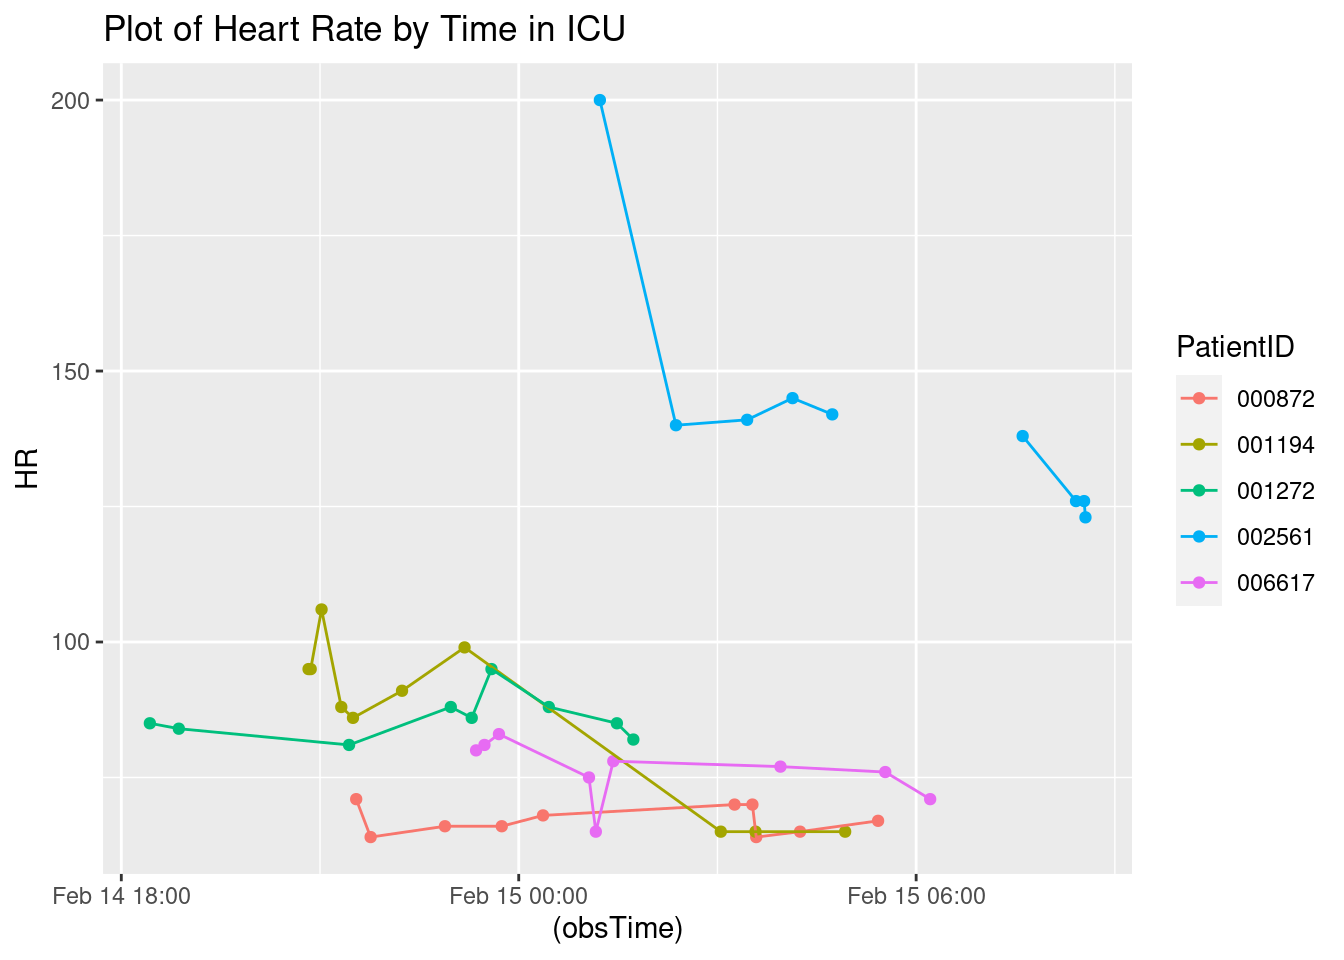 Plot of Heart Rate by Time in ICU
200
150
100
HR
Feb 14 18:00
Feb 15 00:00
Feb 15 06:00
(obsTime)
PatientID
000872
001194
001272
002561
006617